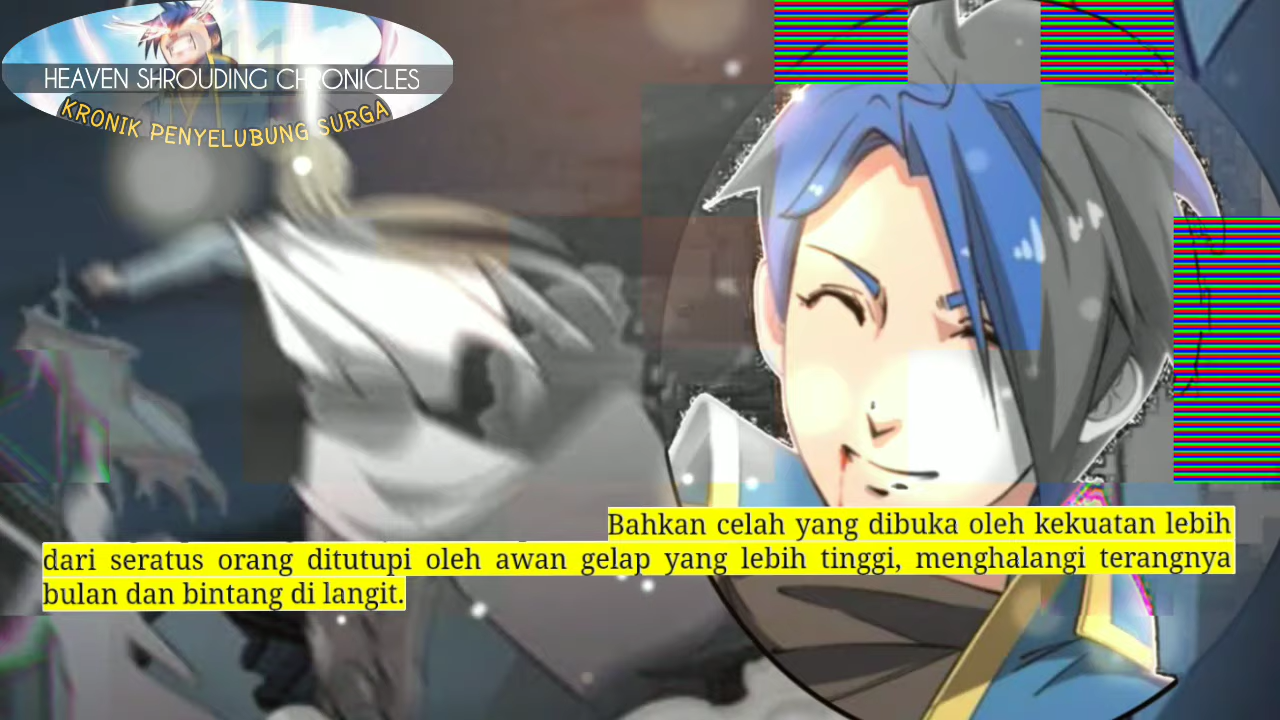 HEAVEN SHROUDING CHRONICLES
KRONIK PENYELUBUNG SURGA
Bahkan celah yang dibuka oleh kekuatan lebih
dari seratus orang ditutupi oleh awan gelap yang lebih tinggi, menghalangi terangnya
bulan dan bintang di langit.